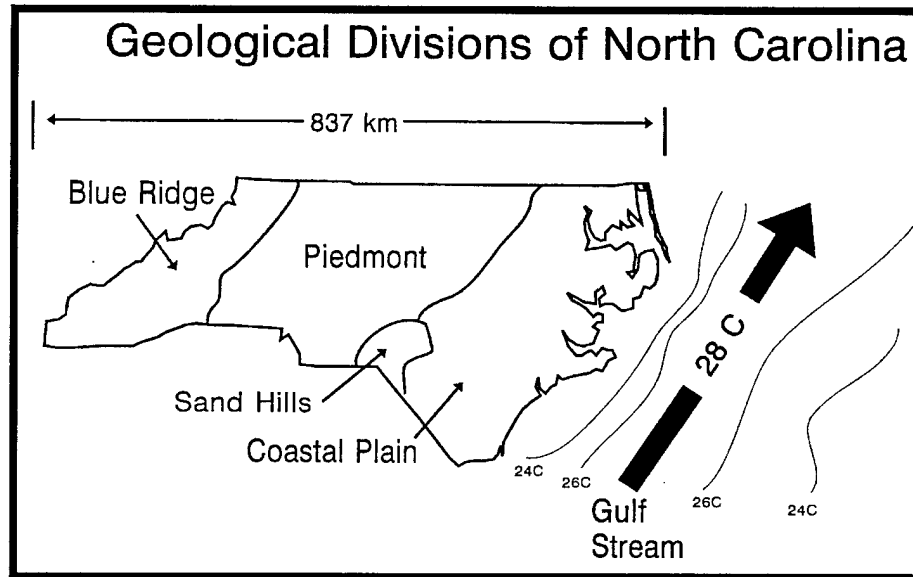 Geological Divisions of North Carolina
837 km
Blue Ridge
Piedmont
28 C
Sand Hills
Coastal Plain
24C
26C
Gulf
Stream
26C
24C